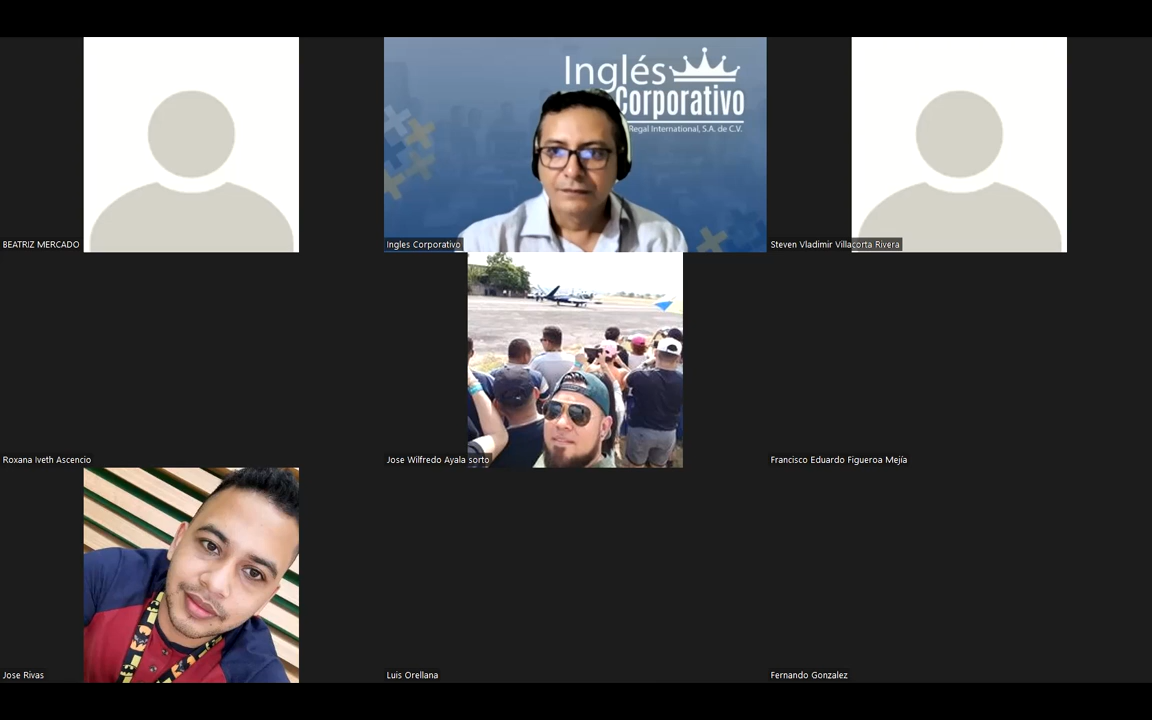 Inglés
Corporativo
Regal International, S.A. de C.V.
BEATRIZ MERCADO
Ingles Corporativo
Steven Vladimir Villacorta Rivera
Roxana Iveth Ascencio
Jose Wilfredo Ayala sorto
Francisco Eduardo Figueroa Mejía
Jose Rivas
Luis Orellana
Fernando Gonzalez